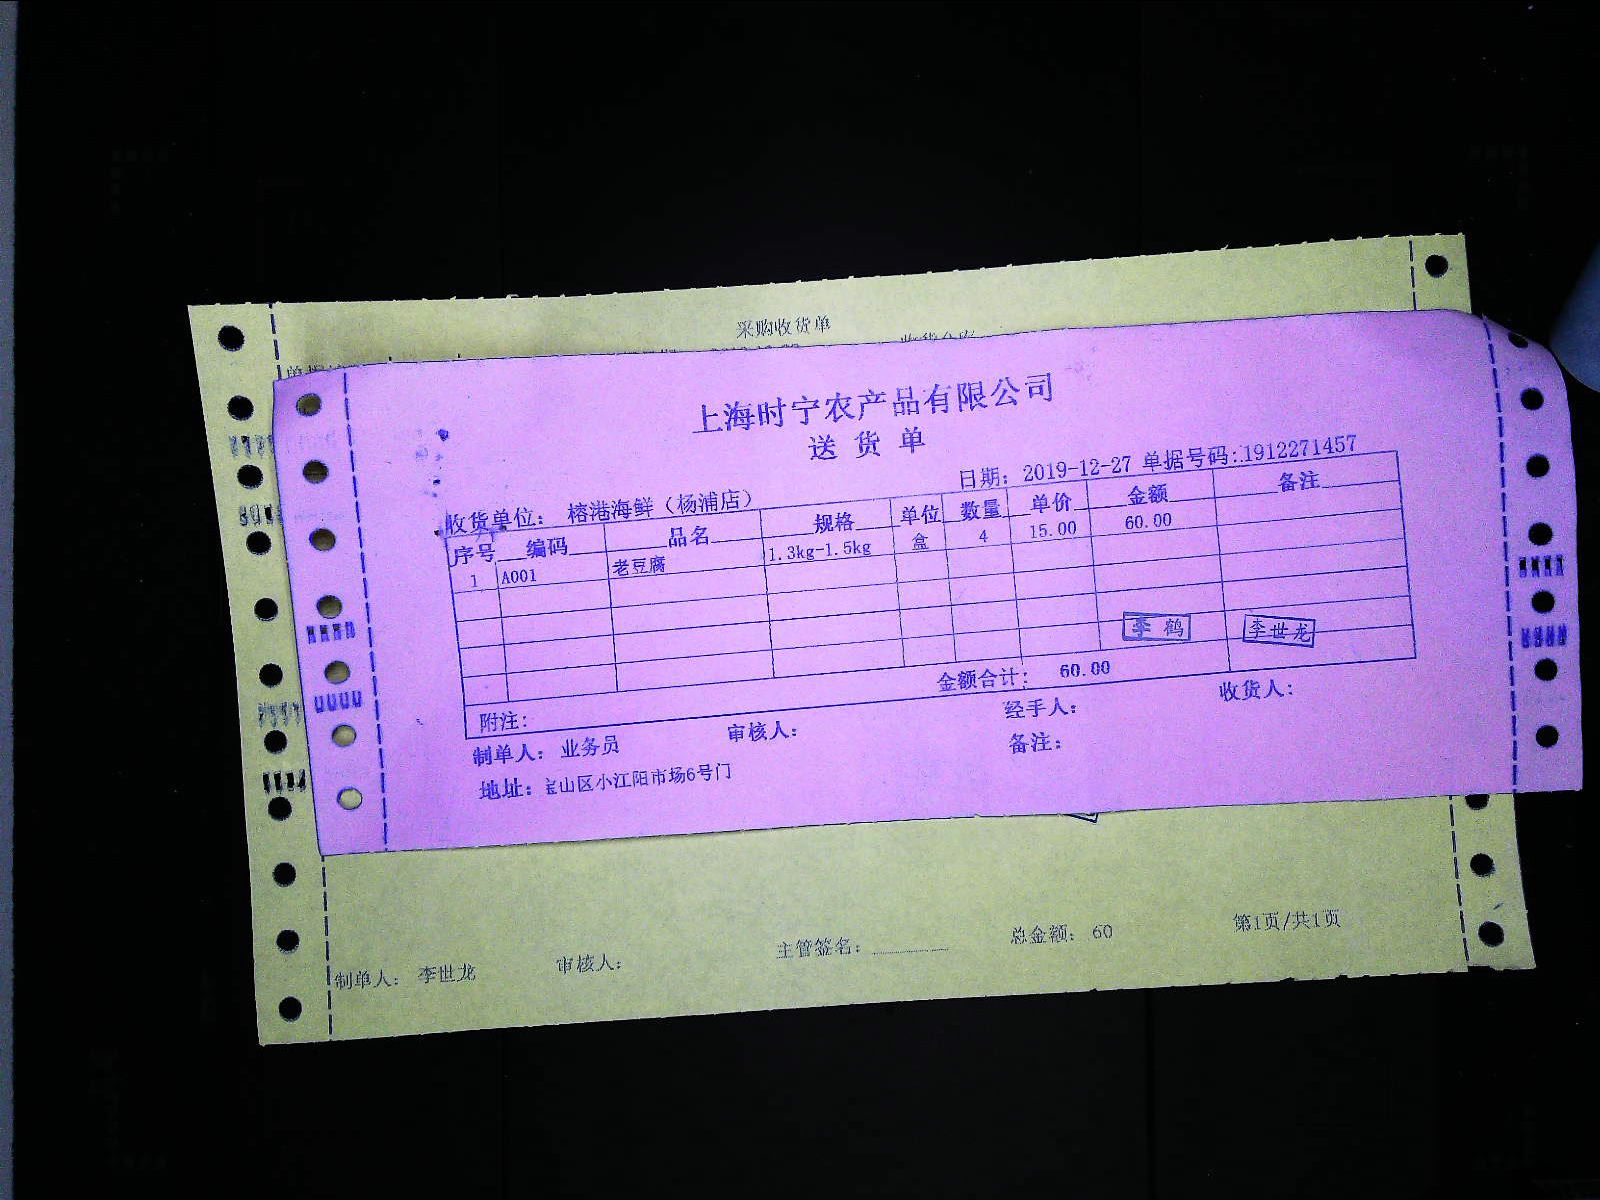 采购收货单
上海时宁农产品有限公司
送货单
日期: 2019-12-27 单据号码:1912271457
收货单位: 榕港海鲜(杨浦店)
序号 编码 品名 规格 单位 数量 单价 金额 备注
1 A001 老豆腐 1.3kg-1.5kg 盒 4 15.00 60.00
李鹤 李世龙
金额合计: 60.00
附注:
制单人: 业务员 审核人: 经手人: 收货人:
地址: 宝山区小江阳市场6号门 备注:
制单人: 李世龙 审核人: 主管签名: 总金额: 60 第1页/共1页